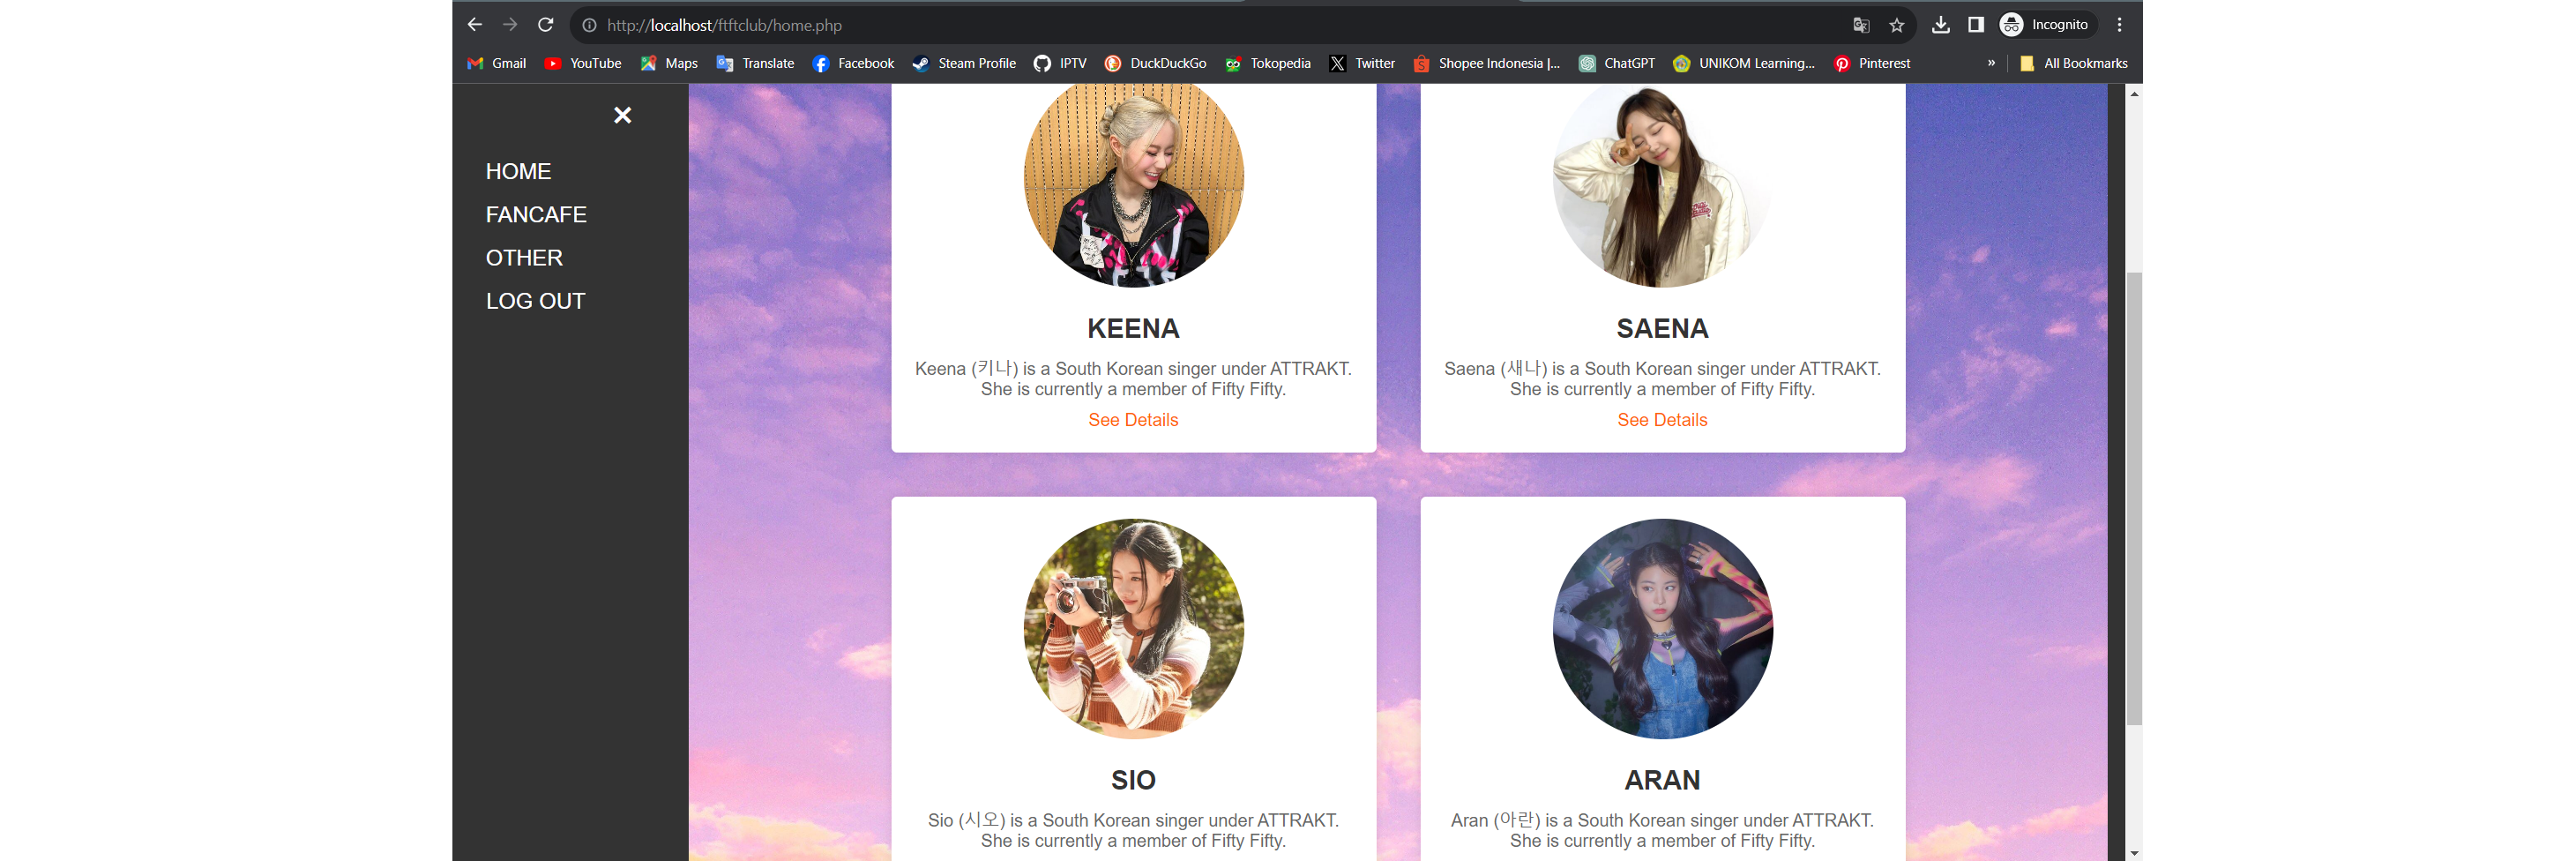 http://localhost/ftftclub/home.php
Incognito
Gmail YouTube Maps Translate Facebook Steam Profile IPTV DuckDuckGo Tokopedia Twitter Shopee Indonesia |... ChatGPT UNIKOM Learning... Pinterest » All Bookmarks
HOME
FANCAFE
OTHER
LOG OUT
KEENA
Keena (키나) is a South Korean singer under ATTRAKT.
She is currently a member of Fifty Fifty.
See Details
SAENA
Saena (새나) is a South Korean singer under ATTRAKT.
She is currently a member of Fifty Fifty.
See Details
SIO
Sio (시오) is a South Korean singer under ATTRAKT.
She is currently a member of Fifty Fifty.
ARAN
Aran (아란) is a South Korean singer under ATTRAKT.
She is currently a member of Fifty Fifty.